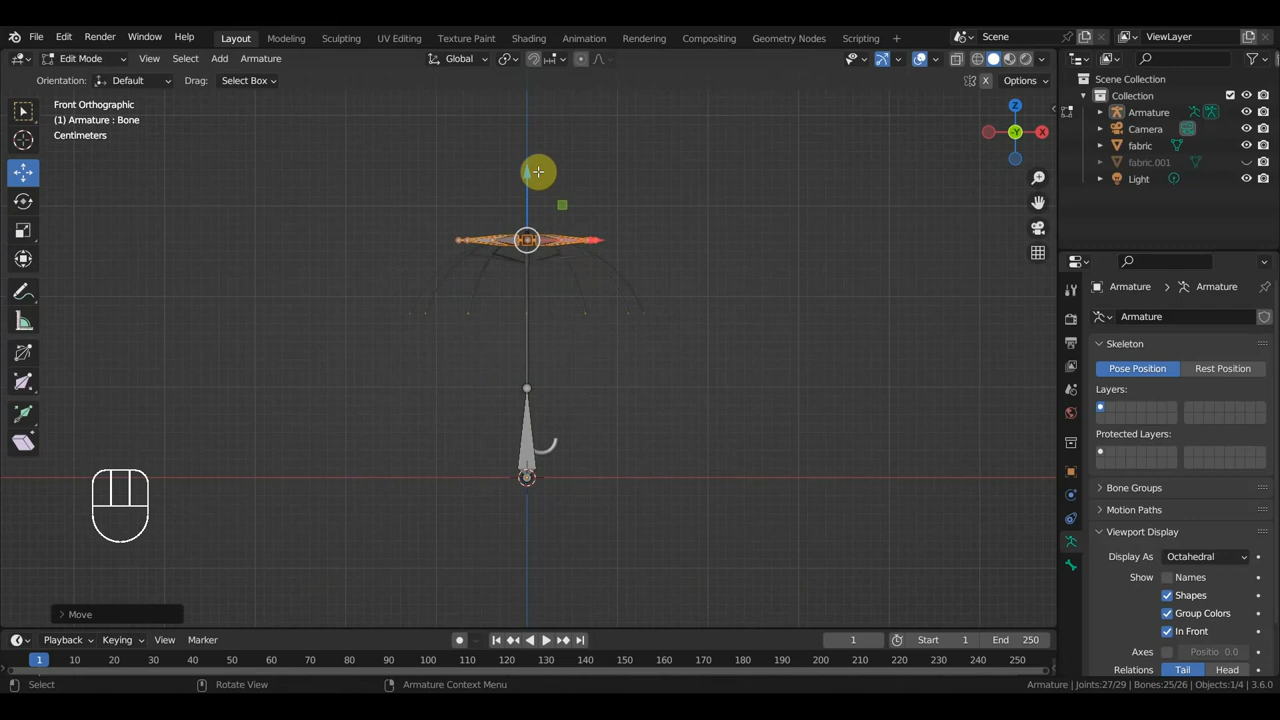 File Edit Render Window Help Layout Modeling Sculpting UV Editing Texture Paint Shading Animation Rendering Compositing Geometry Nodes Scripting + Scene ViewLayer
Edit Mode View Select Add Armature Global X Options
Orientation: Default Drag: Select Box
Front Orthographic
(1) Armature : Bone
Centimeters
Z
X
-Y
Scene Collection
Collection
Armature
Camera
fabric
fabric.001
Light
Armature Armature
Armature
Skeleton
Pose Position Rest Position
Layers:
Protected Layers:
Bone Groups
Motion Paths
Viewport Display
Display As Octahedral
Show Names
Shapes
Group Colors
In Front
Axes Positio 0.0
Relations Tail Head
Move
Playback Keying View Marker 1 Start 1 End 250
1 10 20 30 40 50 60 70 80 90 100 110 120 130 140 150 160 170 180 190 200 210 220 230 240 250
Select Rotate View Armature Context Menu Armature | Joints:27/29 | Bones:25/26 | Objects:1/4 | 3.6.0